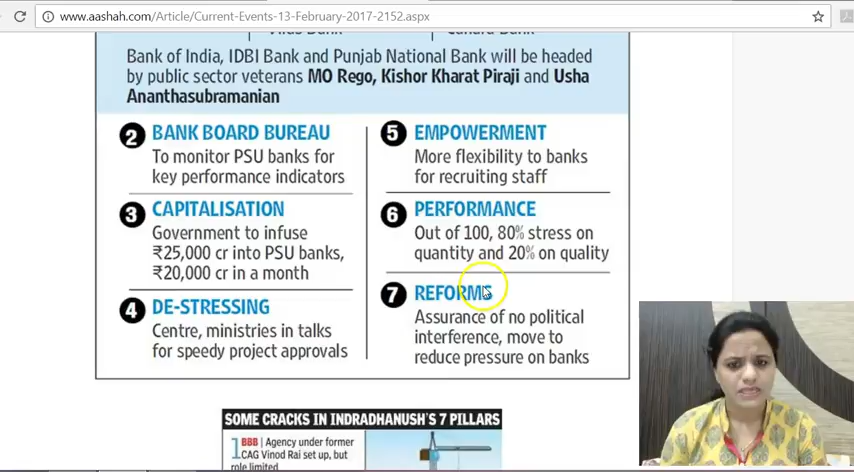 www.aashah.com/Article/Current-Events-13-February-2017-2152.aspx
Bank of India, IDBI Bank and Punjab National Bank will be headed
by public sector veterans MO Rego, Kishor Kharat Piraji and Usha
Ananthasubramanian
2 BANK BOARD BUREAU
To monitor PSU banks for
key performance indicators
3 CAPITALISATION
Government to infuse
₹25,000 cr into PSU banks,
₹20,000 cr in a month
4 DE-STRESSING
Centre, ministries in talks
for speedy project approvals
5 EMPOWERMENT
More flexibility to banks
for recruiting staff
6 PERFORMANCE
Out of 100, 80% stress on
quantity and 20% on quality
7 REFORMS
Assurance of no political
interference, move to
reduce pressure on banks
SOME CRACKS IN INDRADHANUSH'S 7 PILLARS
1 BBB | Agency under former
CAG Vinod Rai set up, but
role limited